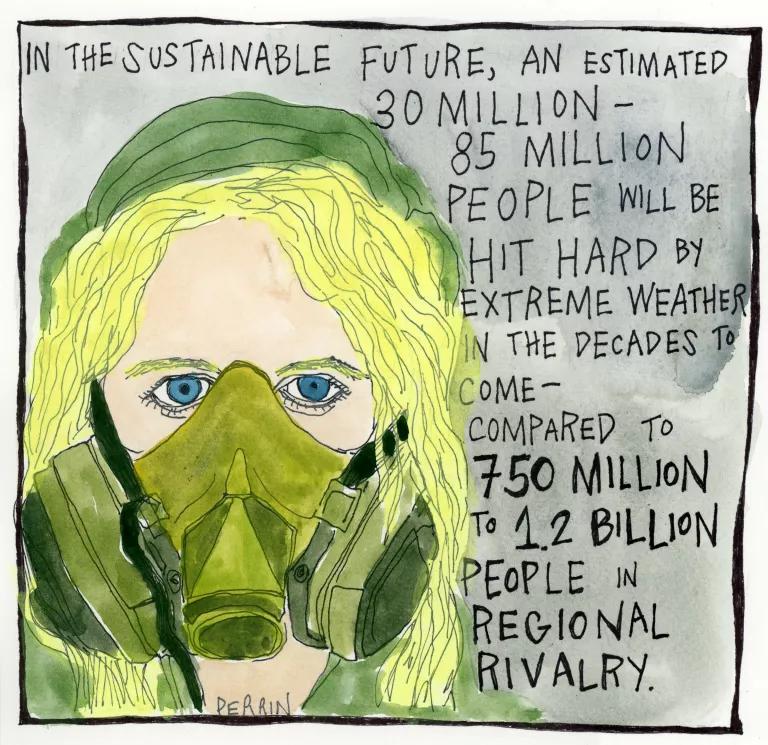 IN THE SUSTAINABLE FUTURE, AN ESTIMATED
30 MILLION –
85 MILLION
PEOPLE WILL BE
HIT HARD BY
EXTREME WEATHER
IN THE DECADES TO
COME –
COMPARED TO
750 MILLION
TO 1.2 BILLION
PEOPLE IN
REGIONAL
RIVALRY.
PERRIN